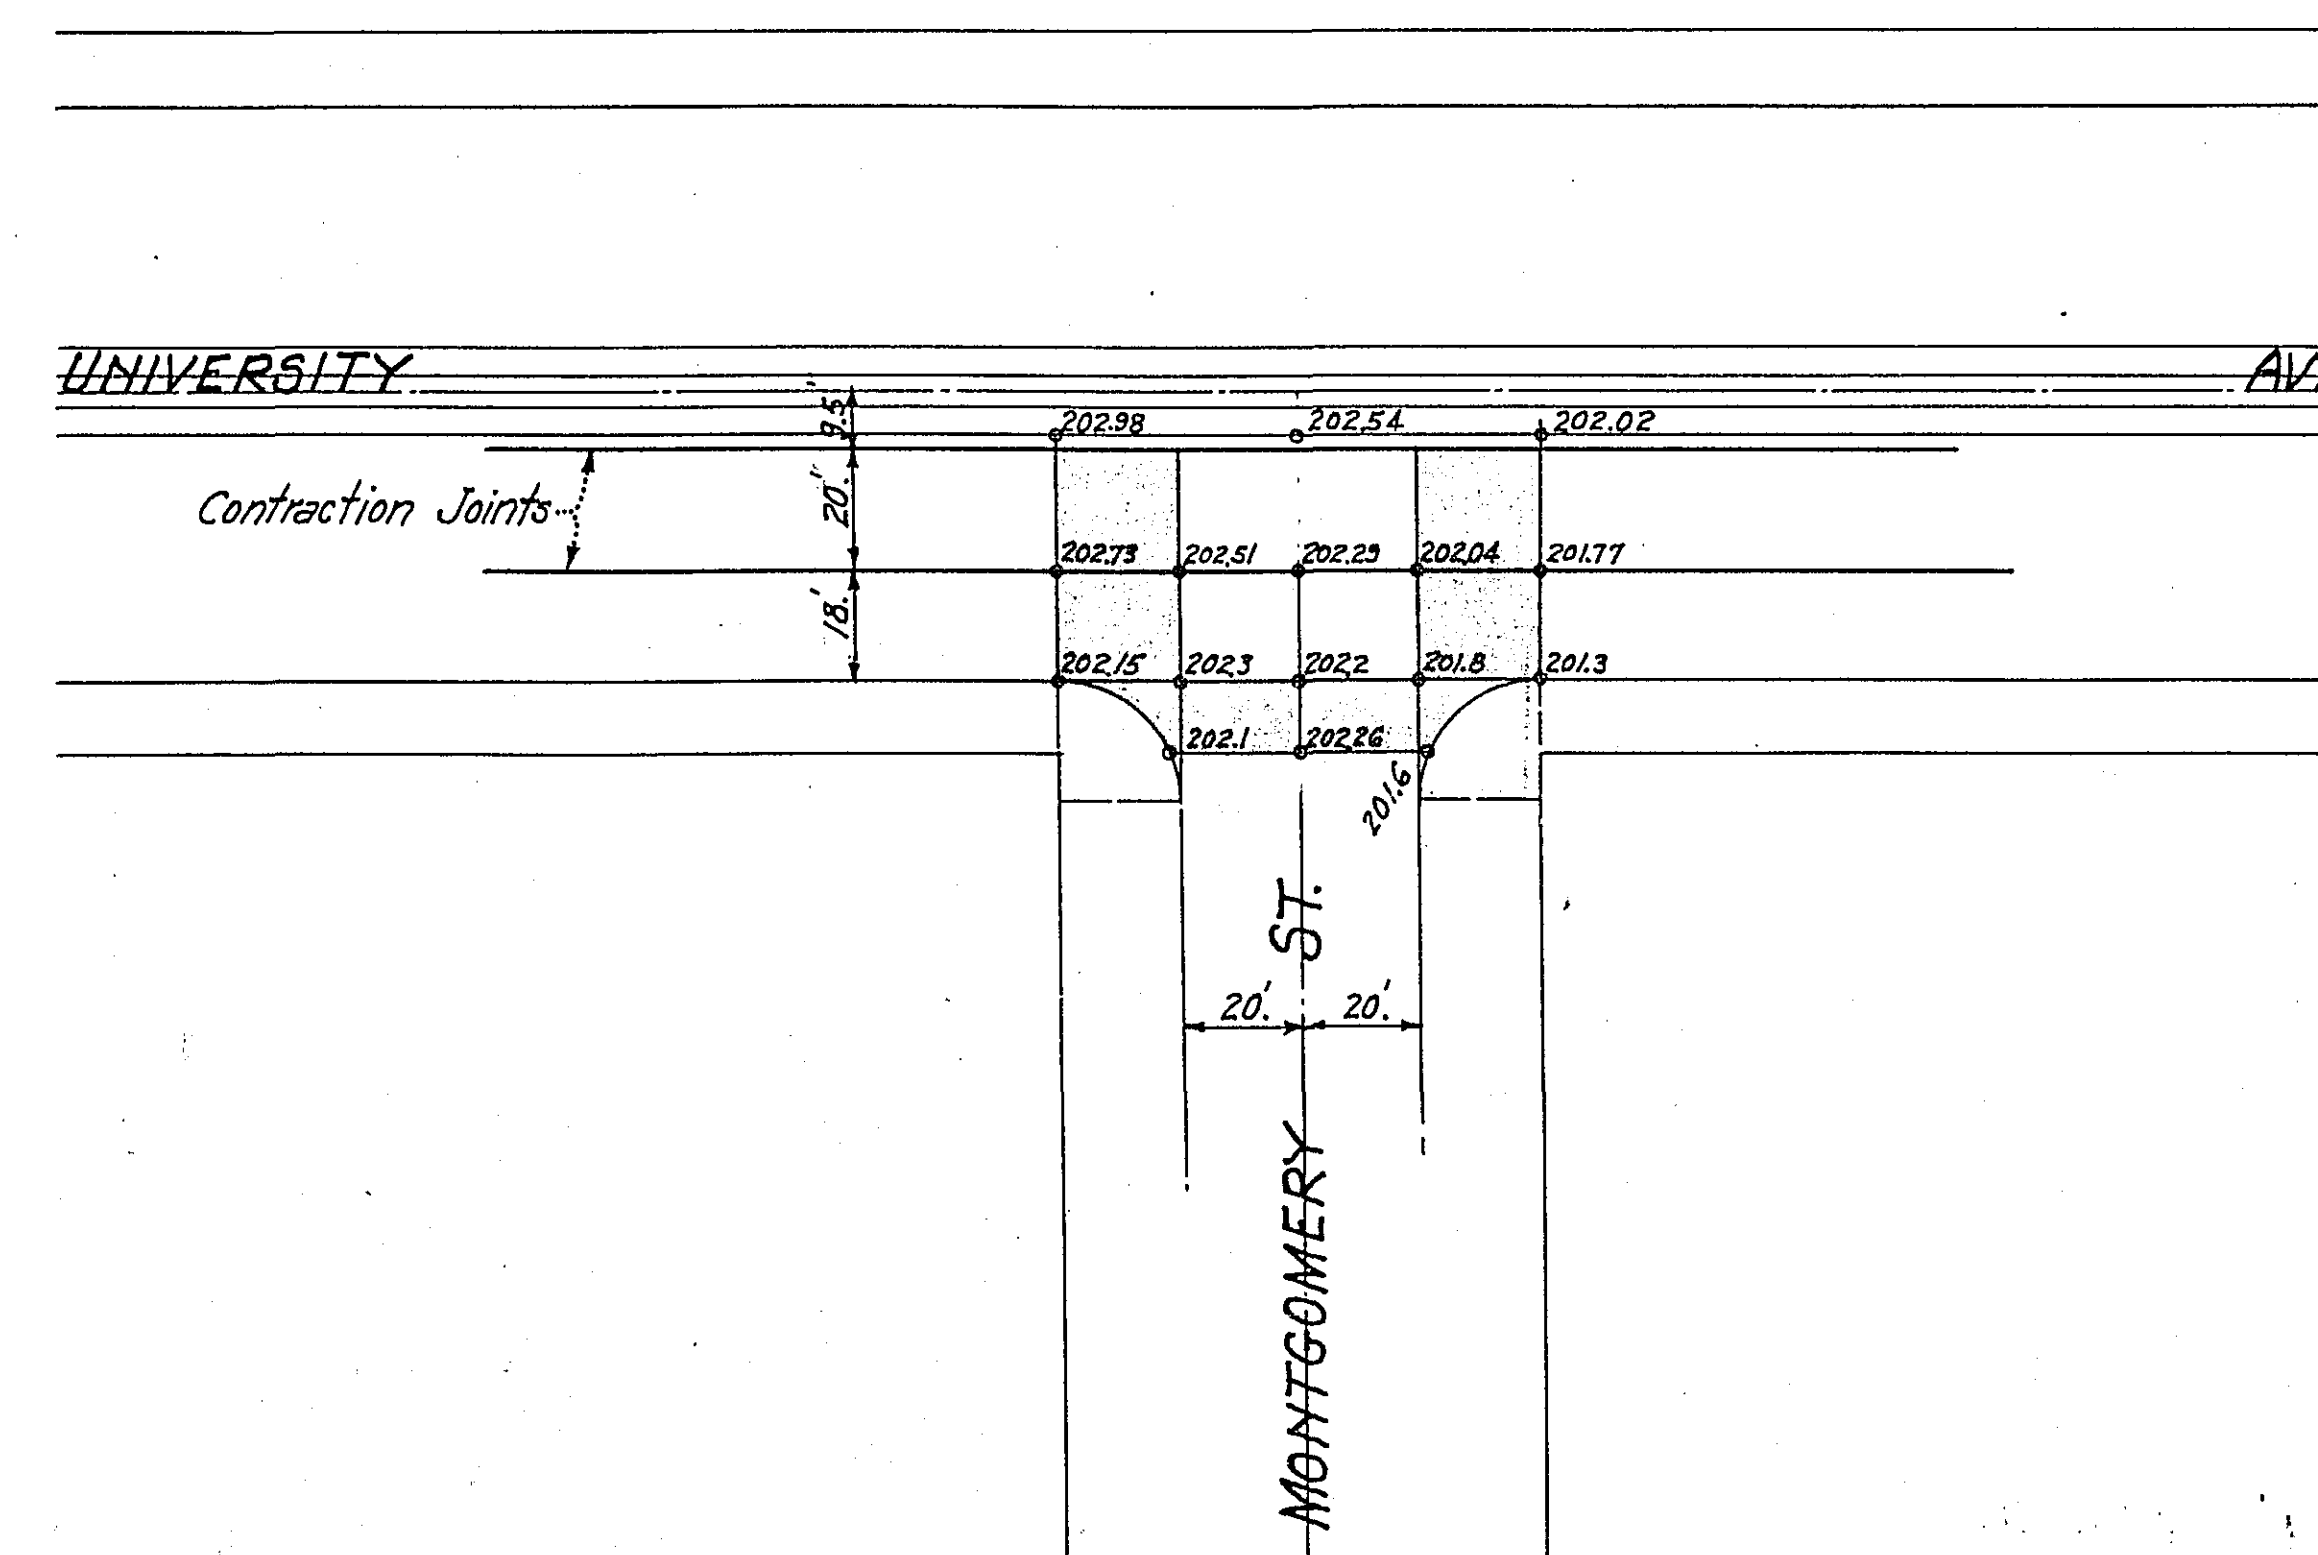 UNIVERSITY AV
9.5'
202.98 202.54 202.02
Contraction Joints
20.'
202.73 202.51 202.29 202.04 201.77
18.'
202.15 202.3 202.2 201.8 201.3
202.1 202.26 201.6
MONTGOMERY ST.
20.' 20.'